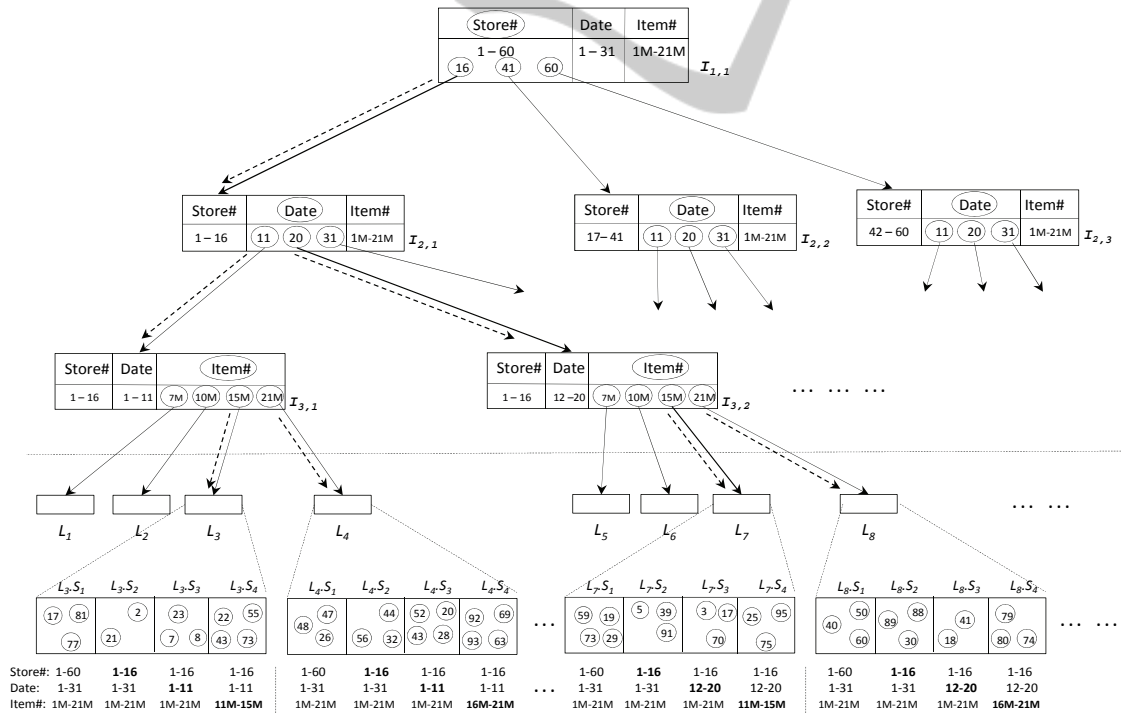 Store# Date Item#
1 – 60 1 – 31 1M-21M
16 41 60
I1,1
Store# Date Item#
1 – 16 11 20 31 1M-21M
I2,1
Store# Date Item#
17– 41 11 20 31 1M-21M
I2,2
Store# Date Item#
42 – 60 11 20 31 1M-21M
I2,3
Store# Date Item#
1 – 16 1 – 11 7M 10M 15M 21M
I3,1
Store# Date Item#
1 – 16 12 –20 7M 10M 15M 21M
I3,2
... ... ...
L1 L2 L3 L4 L5 L6 L7 L8 ... ...
L3.S1 L3.S2 L3.S3 L3.S4 L4.S1 L4.S2 L4.S3 L4.S4 L7.S1 L7.S2 L7.S3 L7.S4 L8.S1 L8.S2 L8.S3 L8.S4
17 81 77
2 21
23 7 8
22 55 43 73
47 48 26
44 56 32
52 20 43 28
92 69 93 63
...
59 19 73 29
5 39 91
3 17 70
25 95 75
50 40 60
88 89 30
41 18
79 80 74
... ...
Store#: 1-60 1-16 1-16 1-16 1-60 1-16 1-16 1-16 1-60 1-16 1-16 1-16 1-60 1-16 1-16 1-16
Date: 1-31 1-31 1-11 1-11 1-31 1-31 1-11 1-11 ... 1-31 1-31 12-20 12-20 1-31 1-31 12-20 12-20
Item#: 1M-21M 1M-21M 1M-21M 11M-15M 1M-21M 1M-21M 1M-21M 16M-21M 1M-21M 1M-21M 1M-21M 11M-15M 1M-21M 1M-21M 1M-21M 16M-21M